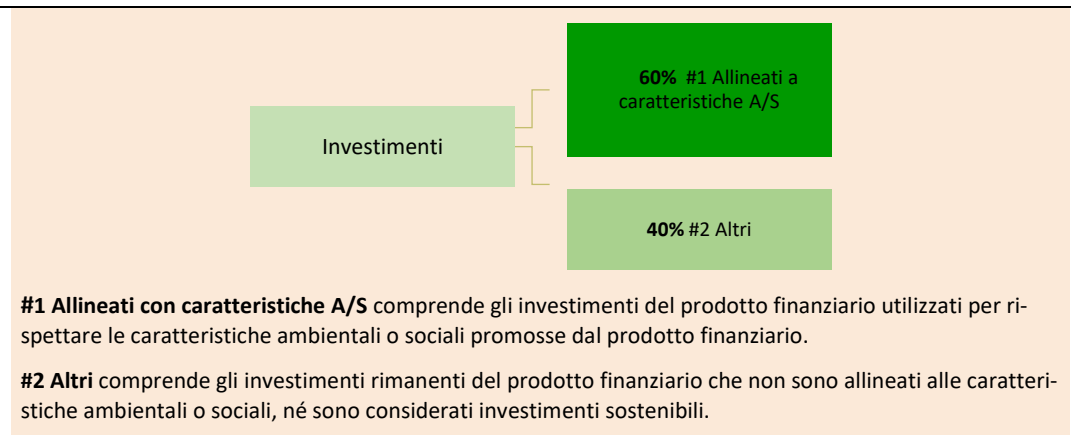 60% #1 Allineati a
caratteristiche A/S
Investimenti
40% #2 Altri
#1 Allineati con caratteristiche A/S comprende gli investimenti del prodotto finanziario utilizzati per ri-
spettare le caratteristiche ambientali o sociali promosse dal prodotto finanziario.
#2 Altri comprende gli investimenti rimanenti del prodotto finanziario che non sono allineati alle caratteri-
stiche ambientali o sociali, né sono considerati investimenti sostenibili.